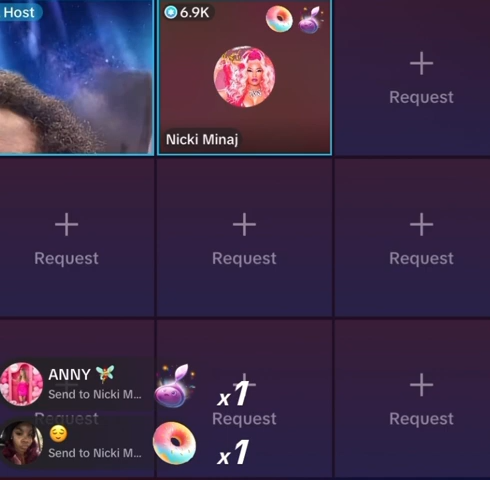 Host
6.9K
Nicki Minaj
Request
Request
Request
Request
ANNY
Send to Nicki M...
x1
Request
Request
Request
Send to Nicki M...
x1